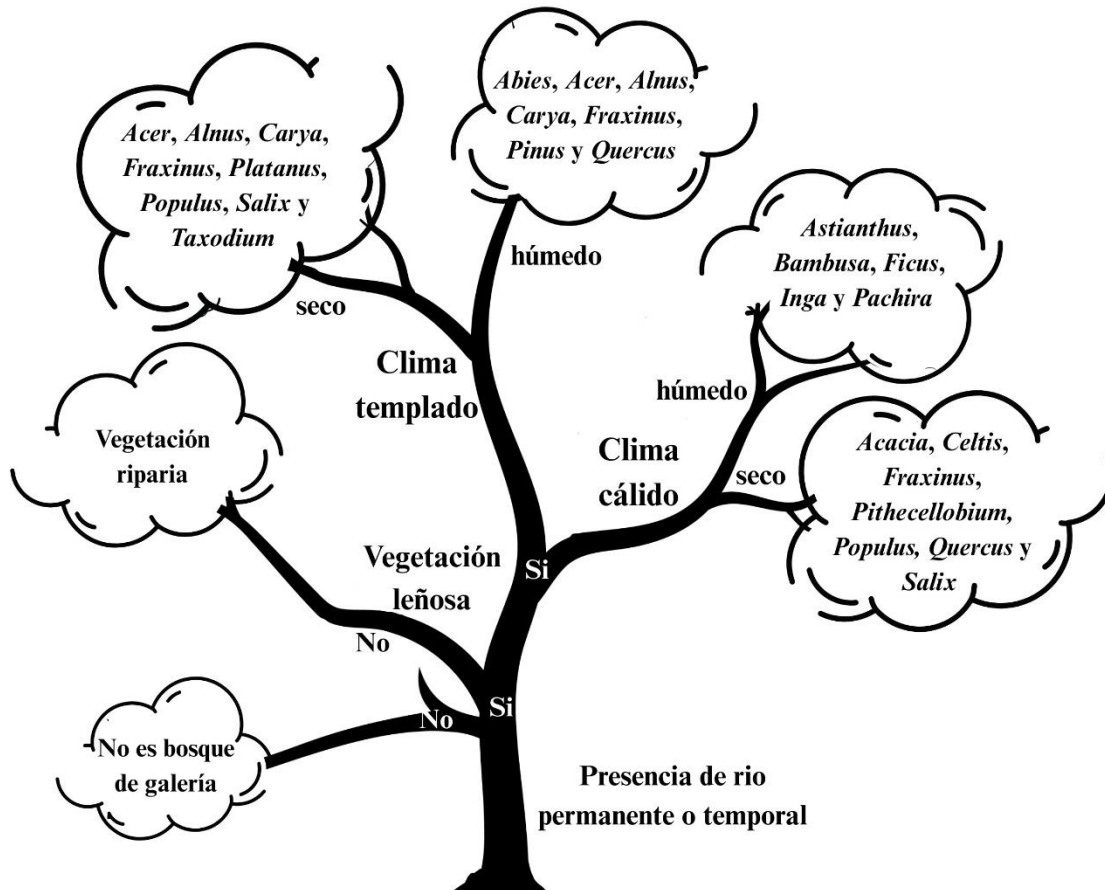 Abies, Acer, Alnus,
Carya, Fraxinus,
Pinus y Quercus
Acer, Alnus, Carya,
Fraxinus, Platanus,
Populus, Salix y
Taxodium
húmedo
seco
Clima
templado
Astianthus,
Bambusa, Ficus,
Inga y Pachira
húmedo
Clima
cálido
seco
Acacia, Celtis,
Fraxinus,
Pithecellobium,
Populus, Quercus y
Salix
Vegetación
riparia
Vegetación
leñosa
Si
No
Si
No
No es bosque
de galería
Presencia de rio
permanente o temporal